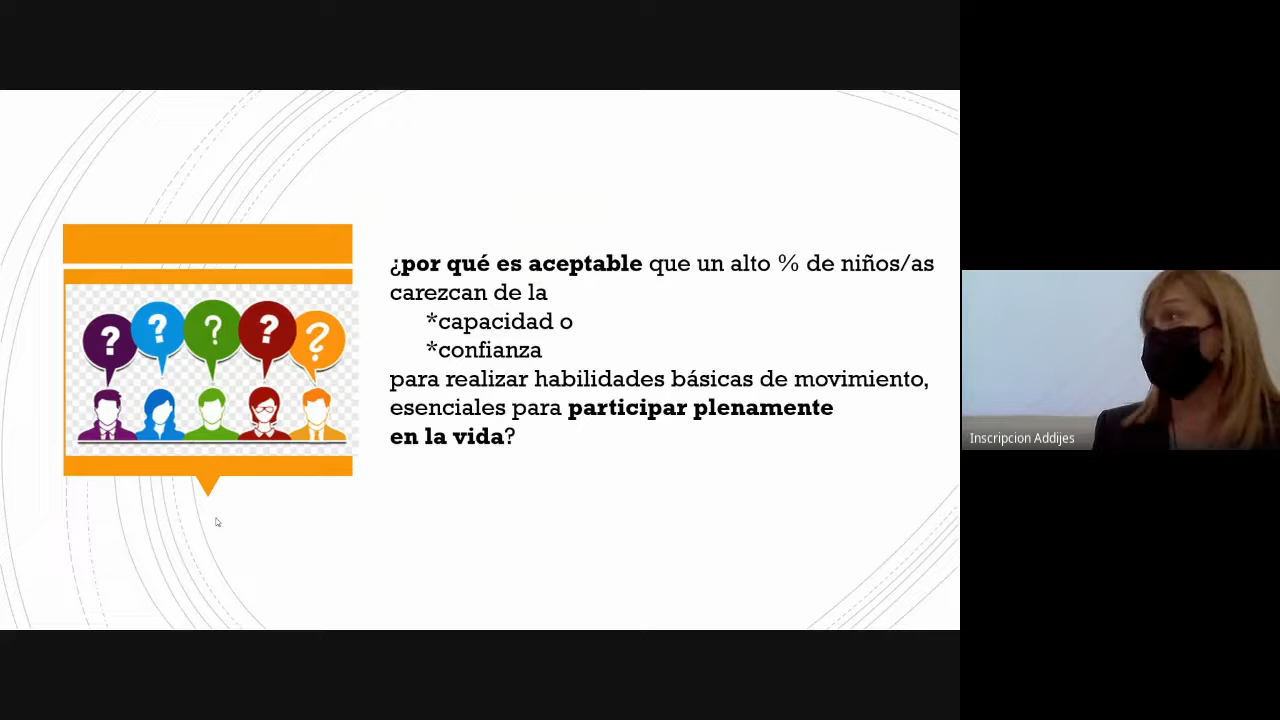 ¿por qué es aceptable que un alto % de niños/as
carezcan de la
*capacidad o
*confianza
para realizar habilidades básicas de movimiento,
esenciales para participar plenamente
en la vida?
? ? ? ? ?
Inscripcion Addijes